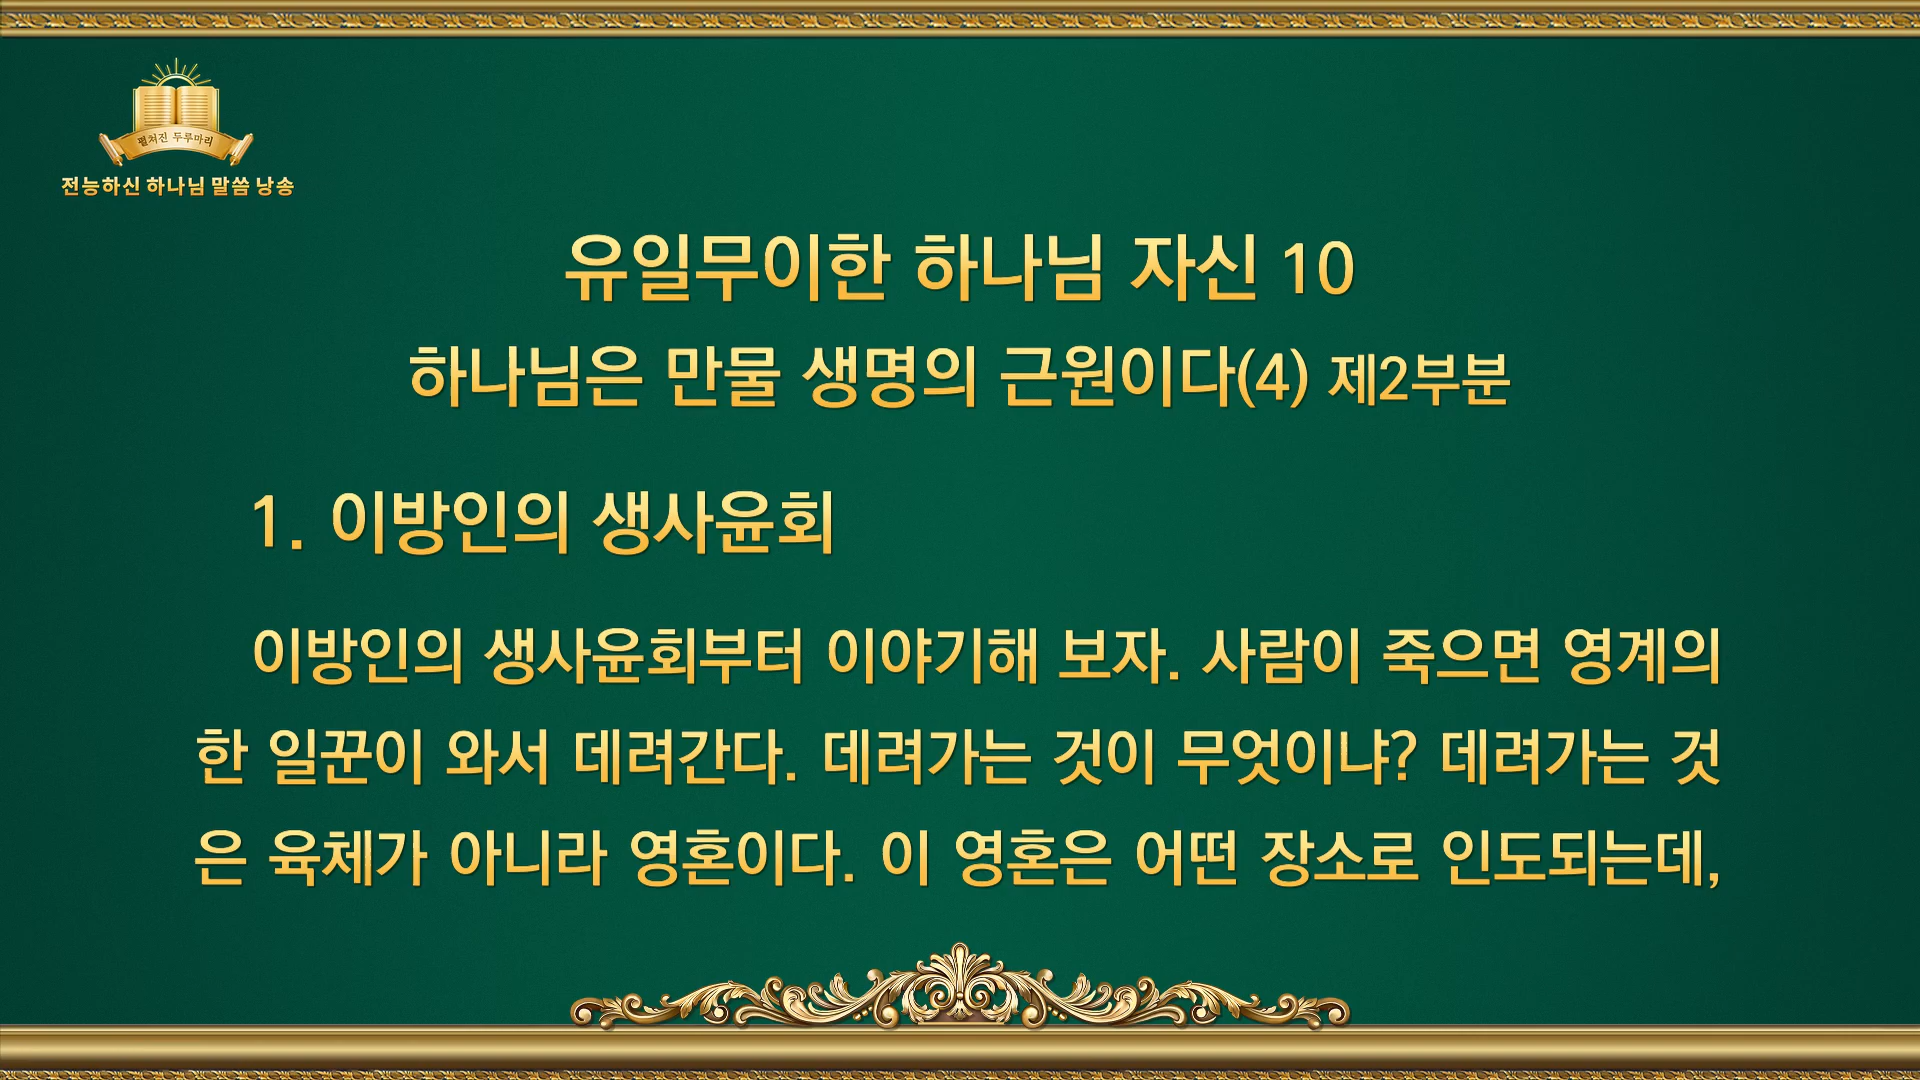 펼쳐진 두루마리
전능하신 하나님 말씀 낭송
유일무이한 하나님 자신 10
하나님은 만물 생명의 근원이다(4) 제2부분
1. 이방인의 생사윤회
이방인의 생사윤회부터 이야기해 보자. 사람이 죽으면 영계의
한 일꾼이 와서 데려간다. 데려가는 것이 무엇이냐? 데려가는 것
은 육체가 아니라 영혼이다. 이 영혼은 어떤 장소로 인도되는데,